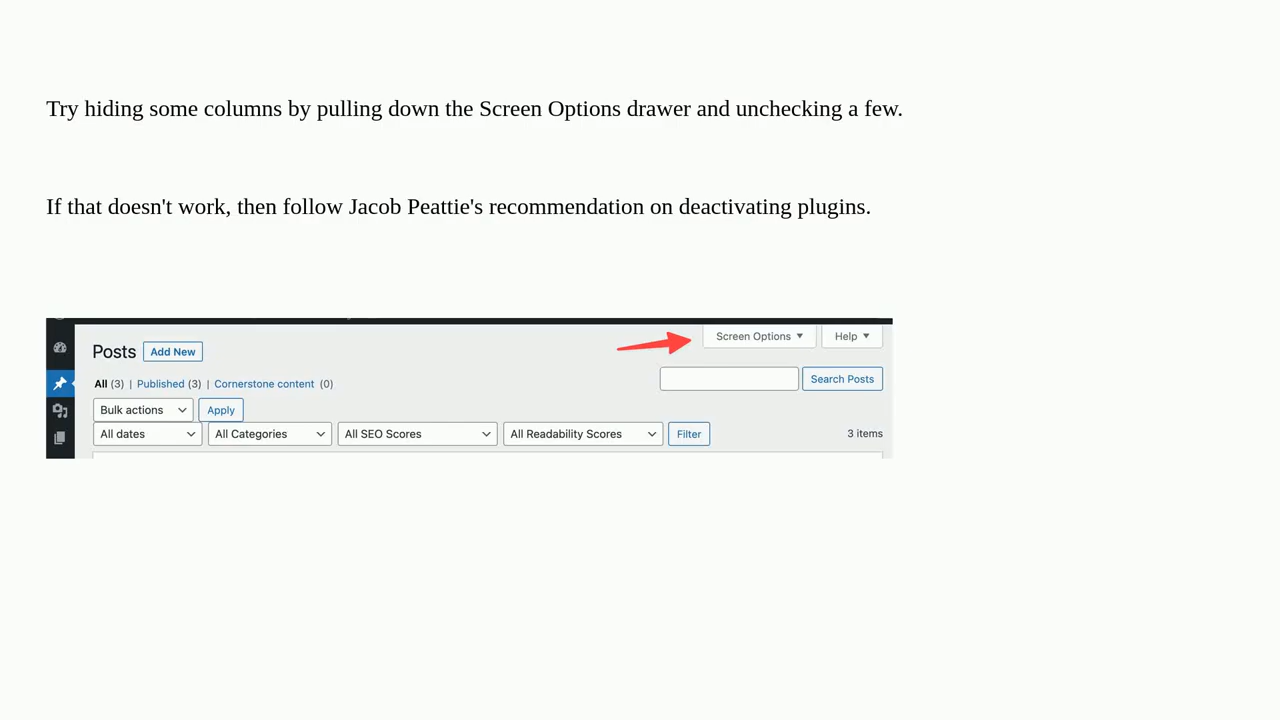 Try hiding some columns by pulling down the Screen Options drawer and unchecking a few.
If that doesn't work, then follow Jacob Peattie's recommendation on deactivating plugins.
Screen Options ▼ Help ▼
Posts Add New
All (3) | Published (3) | Cornerstone content (0) Search Posts
Bulk actions Apply
All dates All Categories All SEO Scores All Readability Scores Filter 3 items